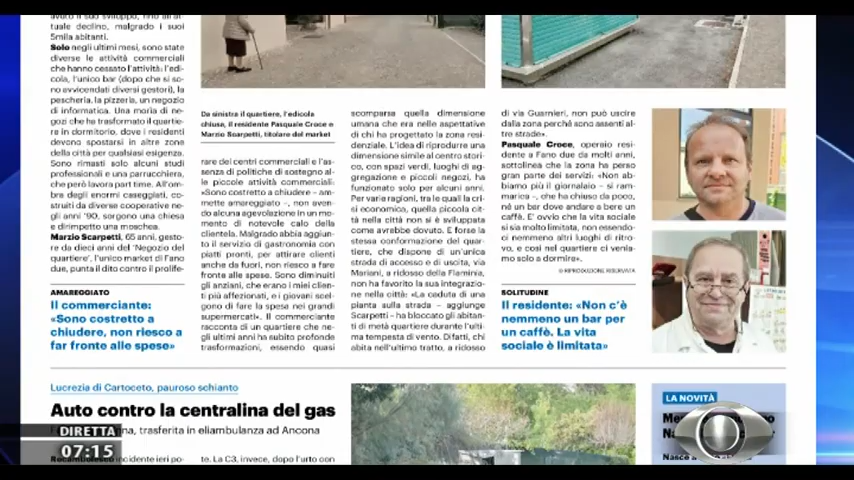 avuto il suo sviluppo, fino all'at-
tuale declino, malgrado i suoi
5mila abitanti.
Solo negli ultimi mesi, sono state
diverse le attività commerciali
che hanno cessato l'attività: l'edi-
cola, l'unico bar (dopo che si so-
no avvicendati diversi gestori), la
pescheria, la pizzeria, un negozio
di informatica. Una moria di ne-
gozi che ha trasformato il quartie-
re in dormitorio, dove i residenti
devono spostarsi in altre zone
della città per qualsiasi esigenza.
Sono rimasti solo alcuni studi
professionali e una parrucchiera,
che però lavora part time. All'om-
bra degli enormi caseggiati, co-
struiti da diverse cooperative ne-
gli anni '90, sorgono una chiesa
e dirimpetto una moschea.
Marzio Scarpetti, 65 anni, gesto-
re da dieci anni del 'Negozio del
quartiere', l'unico market di Fano
due, punta il dito contro il prolife-
AMAREGGIATO
Il commerciante:
«Sono costretto a
chiudere, non riesco a
far fronte alle spese»
Da sinistra il quartiere, l'edicola
chiusa, il residente Pasquale Croce e
Marzio Scarpetti, titolare del market
rare dei centri commerciali e l'as-
senza di politiche di sostegno al-
le piccole attività commerciali:
«Sono costretto a chiudere – am-
mette amareggiato –, non aven-
do alcuna agevolazione in un mo-
mento di notevole calo della
clientela. Malgrado abbia aggiun-
to il servizio di gastronomia con
piatti pronti, per attirare clienti
anche da fuori, non riesco a far
fronte alle spese. Sono diminuiti
gli anziani, che erano i miei clien-
ti più affezionati, e i giovani scel-
gono di fare la spesa nei grandi
supermercati». Il commerciante
racconta di un quartiere che ne-
gli ultimi anni ha subito profonde
trasformazioni, essendo quasi
scomparsa quella dimensione
umana che era nelle aspettative
di chi ha progettato la zona resi-
denziale. L'idea di riprodurre una
dimensione simile al centro stori-
co, con spazi verdi, luoghi di ag-
gregazione e piccoli negozi, ha
funzionato solo per alcuni anni.
Per varie ragioni, tra le quali la cri-
si economica, quella piccola cit-
tà nella città non si è sviluppata
come avrebbe dovuto. E forse la
stessa conformazione del quar-
tiere, che dispone di un'unica
strada di accesso e di uscita, via
Mariani, a ridosso della Flaminia,
non ha favorito la sua integrazio-
ne nella città: «La caduta di una
pianta sulla strada – aggiunge
Scarpetti – ha bloccato gli abitan-
ti di metà quartiere durante l'ulti-
ma tempesta di vento. Difatti, chi
abita nell'ultimo tratto, a ridosso
di via Guarnieri, non può uscire
dalla zona perché sono assenti al-
tre strade».
Pasquale Croce, operaio resi-
dente a Fano due da molti anni,
sottolinea che la zona ha perso
gran parte dei servizi: «Non ab-
biamo più il giornalaio – si ram-
marica –, che ha chiuso da poco,
né un bar dove andare a bere un
caffè. E' ovvio che la vita sociale
si sia molto limitata, non essendo-
ci nemmeno altri luoghi di ritro-
vo, e così nel quartiere ci venia-
mo solo a dormire».
© RIPRODUZIONE RISERVATA
SOLITUDINE
Il residente: «Non c'è
nemmeno un bar per
un caffè. La vita
sociale è limitata»
Lucrezia di Cartoceto, pauroso schianto
Auto contro la centralina del gas
trasferita in eliambulanza ad Ancona
incidente ieri po-
te. La C3, invece, dopo l'urto con
LA NOVITÀ
DIRETTA
07:15